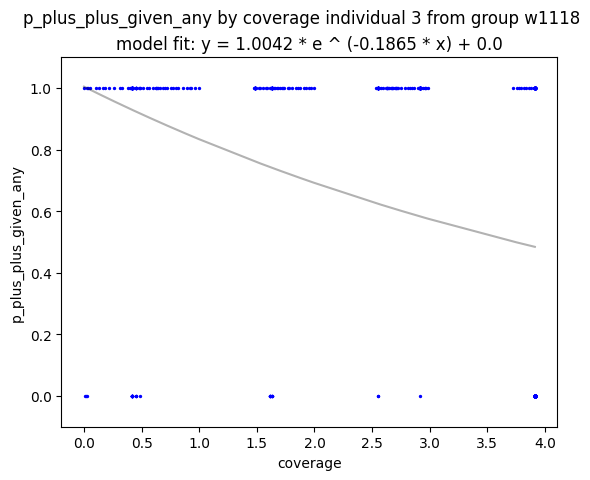 p_plus_plus_given_any by coverage individual 3 from group w1118
model fit: y = 1.0042 * e ^ (-0.1865 * x) + 0.0
1.0
0.8
0.6
0.4
0.2
0.0
p_plus_plus_given_any
0.0 0.5 1.0 1.5 2.0 2.5 3.0 3.5 4.0
coverage